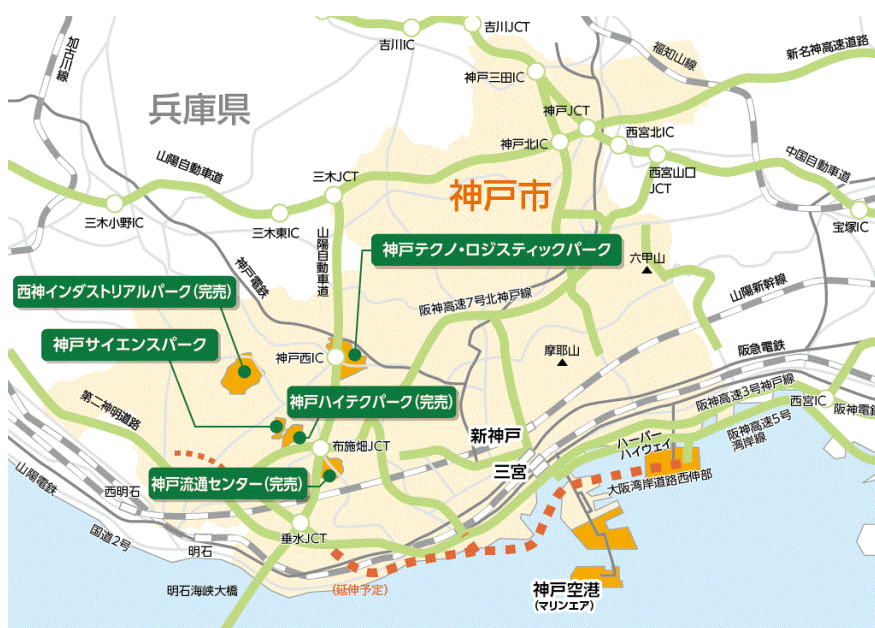 吉川IC
吉川JCT
加古川線
福知山線
新名神高速道路
神戸三田IC
兵庫県
神戸JCT
神戸北IC
西宮北IC
山陽自動車道
三木JCT
西宮山口
JCT
中国自動車道
神戸市
三木小野IC
三木東IC
宝塚IC
山陽自動車道
神戸テクノ・ロジスティックパーク
六甲山
神戸電鉄
西神インダストリアルパーク(完売)
阪神高速7号北神戸線
山陽新幹線
神戸サイエンスパーク
神戸西IC
摩耶山
阪急電鉄
第二神明道路
神戸ハイテクパーク(完売)
阪神高速3号神戸線
西宮IC
阪神電鉄
新神戸
ハーバー
ハイウェイ
阪神高速5号
湾岸線
布施畑JCT
三宮
山陽電鉄
西明石
神戸流通センター(完売)
大阪湾岸道路西伸部
国道2号
明石
垂水JCT
明石海峡大橋
(延伸予定)
神戸空港
(マリンエア)